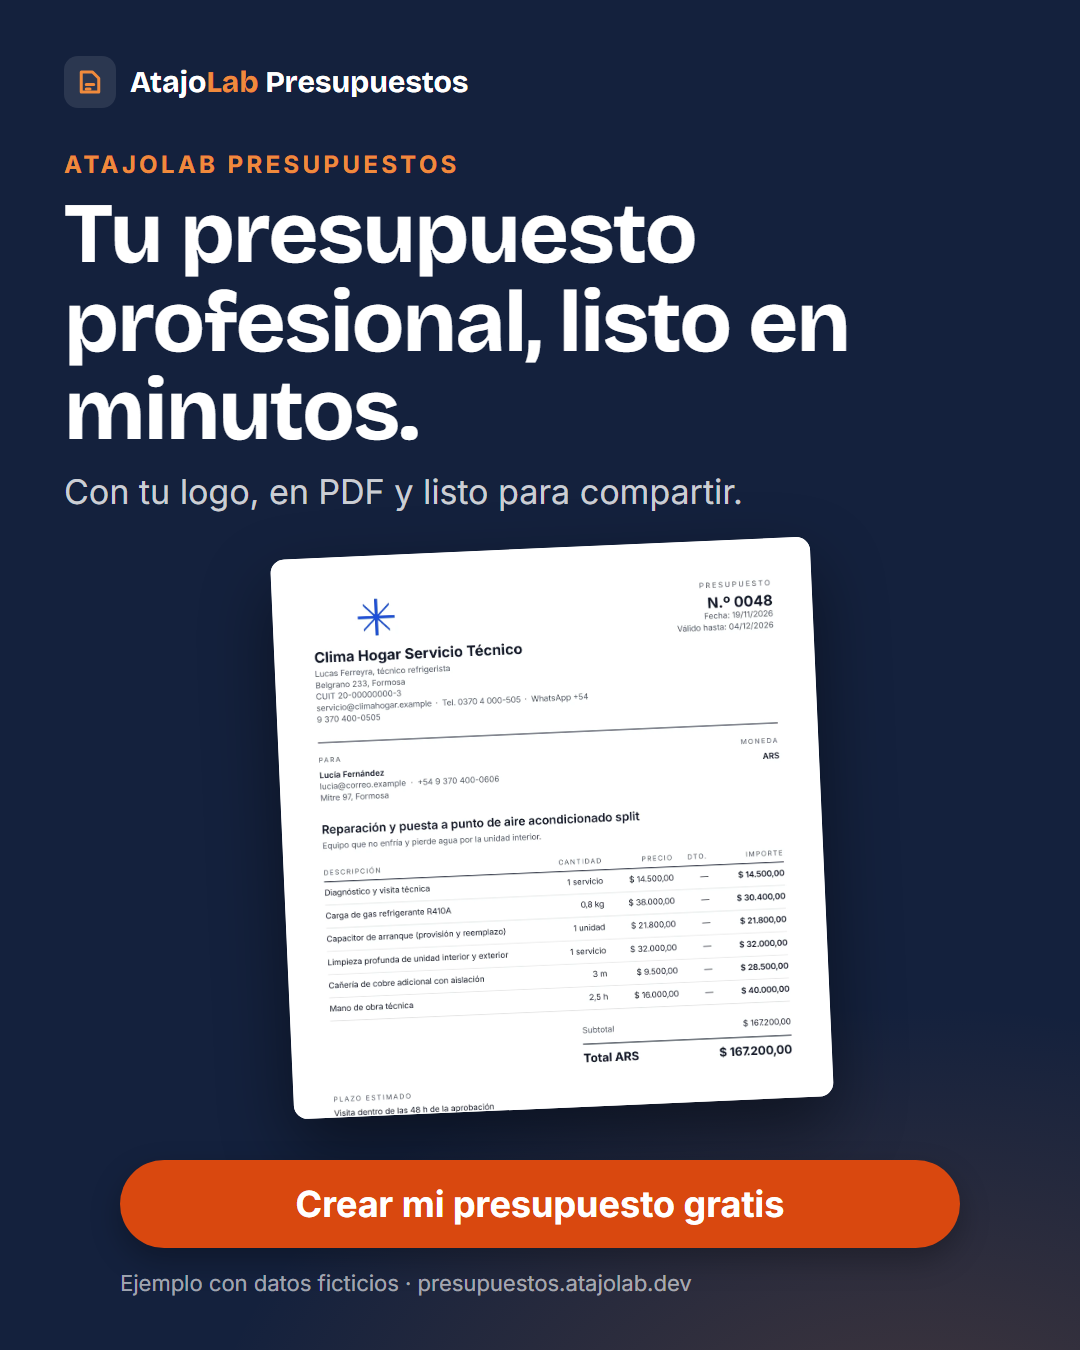 AtajoLab Presupuestos
ATAJOLAB PRESUPUESTOS
Tu presupuesto
profesional, listo en
minutos.
Con tu logo, en PDF y listo para compartir.
PRESUPUESTO
N.º 0048
Fecha: 19/11/2026
Válido hasta: 04/12/2026
Clima Hogar Servicio Técnico
Lucas Ferreyra, técnico refrigerista
Belgrano 233, Formosa
CUIT 20-00000000-3
servicio@climahogar.example · Tel. 0370 4 000-505 · WhatsApp +54
9 370 400-0505
PARA
MONEDA
Lucía Fernández
ARS
lucia@correo.example · +54 9 370 400-0606
Mitre 97, Formosa
Reparación y puesta a punto de aire acondicionado split
Equipo que no enfría y pierde agua por la unidad interior.
DESCRIPCIÓN CANTIDAD PRECIO DTO. IMPORTE
Diagnóstico y visita técnica 1 servicio $ 14.500,00 — $ 14.500,00
Carga de gas refrigerante R410A 0,8 kg $ 38.000,00 — $ 30.400,00
Capacitor de arranque (provisión y reemplazo) 1 unidad $ 21.800,00 — $ 21.800,00
Limpieza profunda de unidad interior y exterior 1 servicio $ 32.000,00 — $ 32.000,00
Cañería de cobre adicional con aislación 3 m $ 9.500,00 — $ 28.500,00
Mano de obra técnica 2,5 h $ 16.000,00 — $ 40.000,00
Subtotal $ 167.200,00
Total ARS $ 167.200,00
PLAZO ESTIMADO
Visita dentro de las 48 h de la aprobación
Crear mi presupuesto gratis
Ejemplo con datos ficticios · presupuestos.atajolab.dev